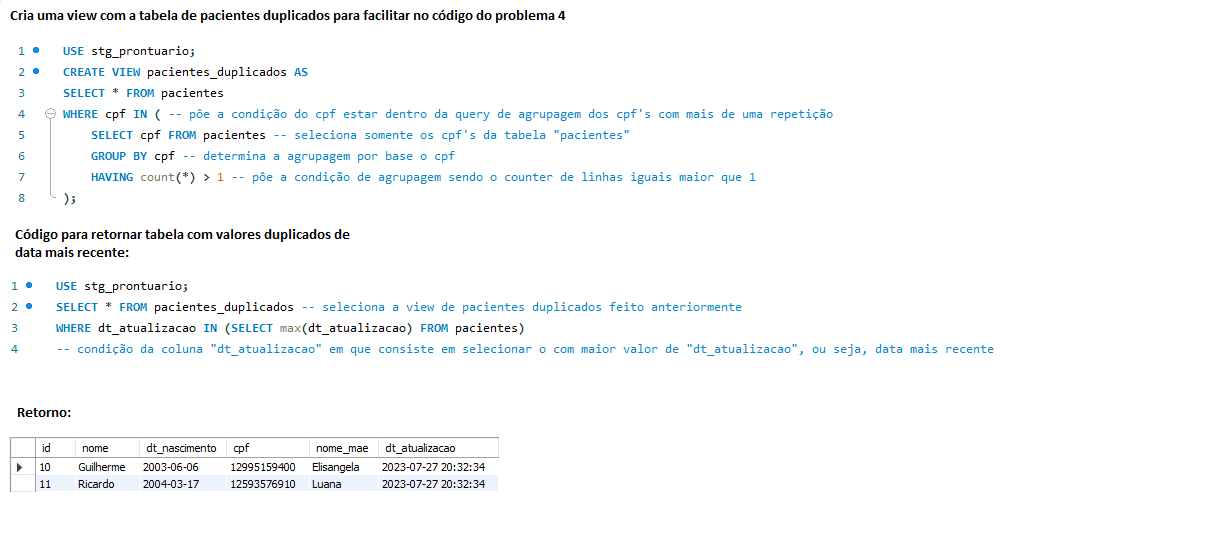 Cria uma view com a tabela de pacientes duplicados para facilitar no código do problema 4
1 USE stg_prontuario;
2 CREATE VIEW pacientes_duplicados AS
3 SELECT * FROM pacientes
4 WHERE cpf IN ( -- põe a condição do cpf estar dentro da query de agrupagem dos cpf's com mais de uma repetição
5 SELECT cpf FROM pacientes -- seleciona somente os cpf's da tabela "pacientes"
6 GROUP BY cpf -- determina a agrupagem por base o cpf
7 HAVING count(*) > 1 -- põe a condição de agrupagem sendo o counter de linhas iguais maior que 1
8 );
Código para retornar tabela com valores duplicados de
data mais recente:
1 USE stg_prontuario;
2 SELECT * FROM pacientes_duplicados -- seleciona a view de pacientes duplicados feito anteriormente
3 WHERE dt_atualizacao IN (SELECT max(dt_atualizacao) FROM pacientes)
4 -- condição da coluna "dt_atualizacao" em que consiste em selecionar o com maior valor de "dt_atualizacao", ou seja, data mais recente
Retorno:
id nome dt_nascimento cpf nome_mae dt_atualizacao
10 Guilherme 2003-06-06 12995159400 Elisangela 2023-07-27 20:32:34
11 Ricardo 2004-03-17 12593576910 Luana 2023-07-27 20:32:34